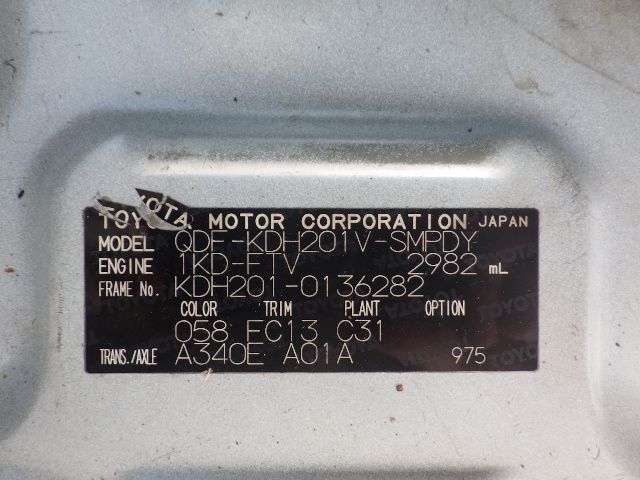 TOYOTA MOTOR CORPORATION JAPAN
MODEL QDF-KDH201V-SMPDY
ENGINE 1KD-FTV 2982 mL
FRAME No. KDH201-0136282
COLOR TRIM PLANT OPTION
058 FC13 C31
TRANS./AXLE A340E A01A 975